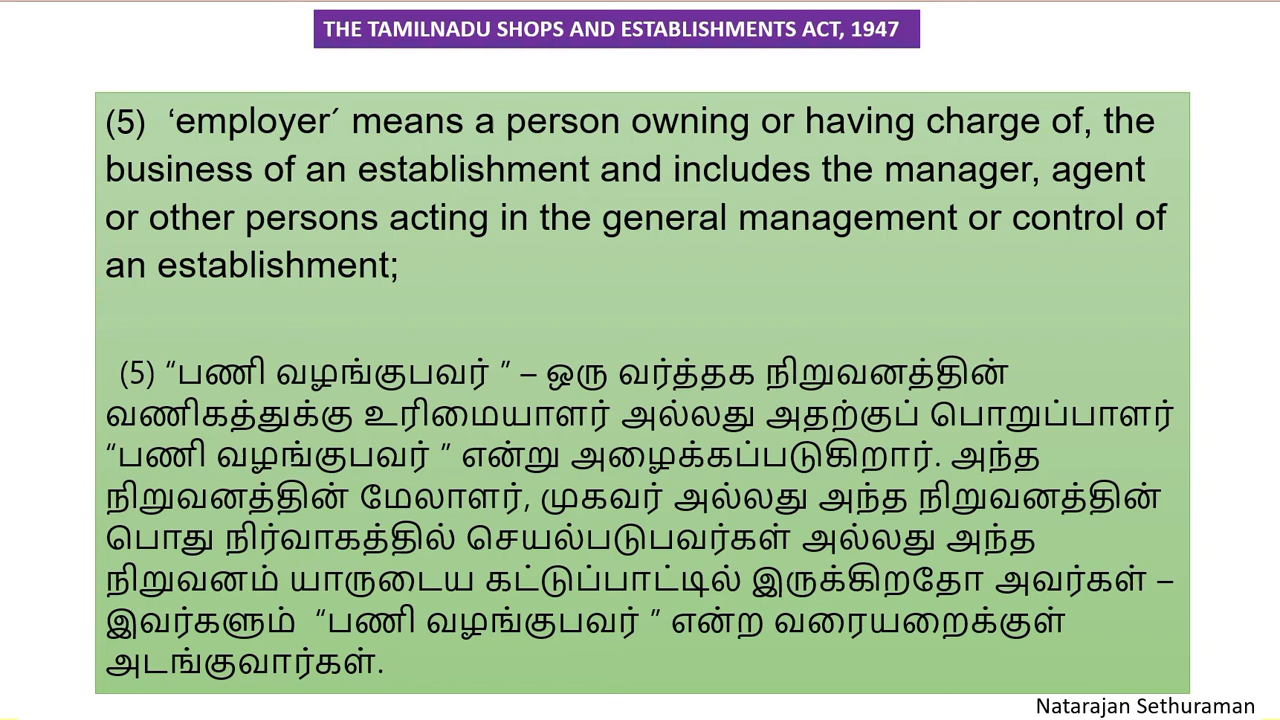 THE TAMILNADU SHOPS AND ESTABLISHMENTS ACT, 1947
(5) ‘employer´ means a person owning or having charge of, the
business of an establishment and includes the manager, agent
or other persons acting in the general management or control of
an establishment;
(5) “பணி வழங்குபவர் ” – ஒரு வர்த்தக நிறுவனத்தின்
வணிகத்துக்கு உரிமையாளர் அல்லது அதற்குப் பொறுப்பாளர்
“பணி வழங்குபவர் ” என்று அழைக்கப்படுகிறார். அந்த
நிறுவனத்தின் மேலாளர், முகவர் அல்லது அந்த நிறுவனத்தின்
பொது நிர்வாகத்தில் செயல்படுபவர்கள் அல்லது அந்த
நிறுவனம் யாருடைய கட்டுப்பாட்டில் இருக்கிறதோ அவர்கள் –
இவர்களும் “பணி வழங்குபவர் ” என்ற வரையறைக்குள்
அடங்குவார்கள்.
Natarajan Sethuraman